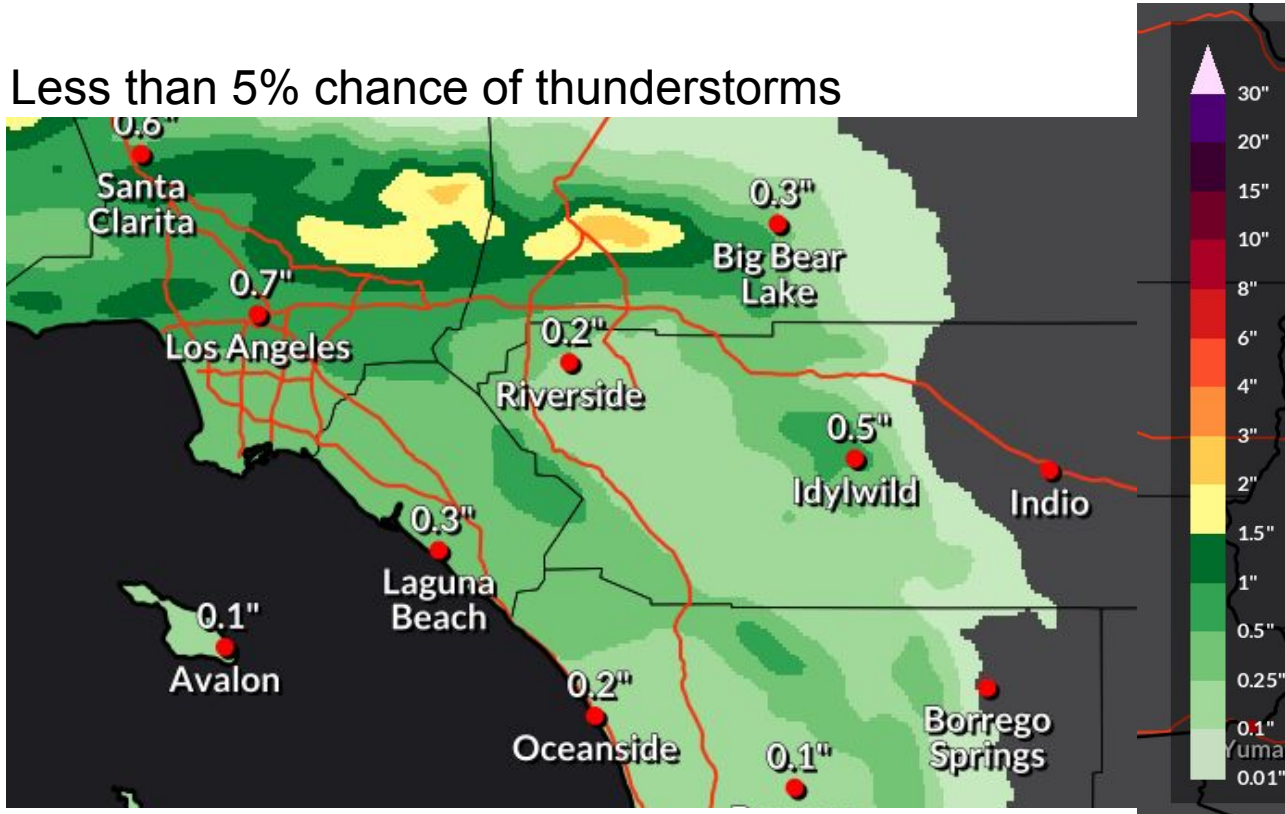 Less than 5% chance of thunderstorms
0.6"
Santa
Clarita
0.3"
Big Bear
Lake
0.7"
Los Angeles
0.2"
Riverside
0.5"
Idylwild
Indio
0.3"
Laguna
Beach
0.1"
Avalon
0.2"
Oceanside
Borrego
Springs
0.1"
30"
20"
15"
10"
8"
6"
4"
3"
2"
1.5"
1"
0.5"
0.25"
0.1"
Yuma
0.01"